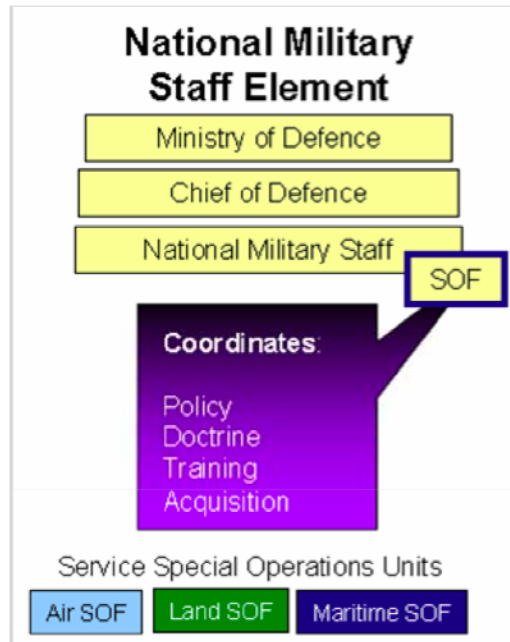 National Military
Staff Element
Ministry of Defence
Chief of Defence
National Military Staff
SOF
Coordinates:
Policy
Doctrine
Training
Acquisition
Service Special Operations Units
Air SOF
Land SOF
Maritime SOF